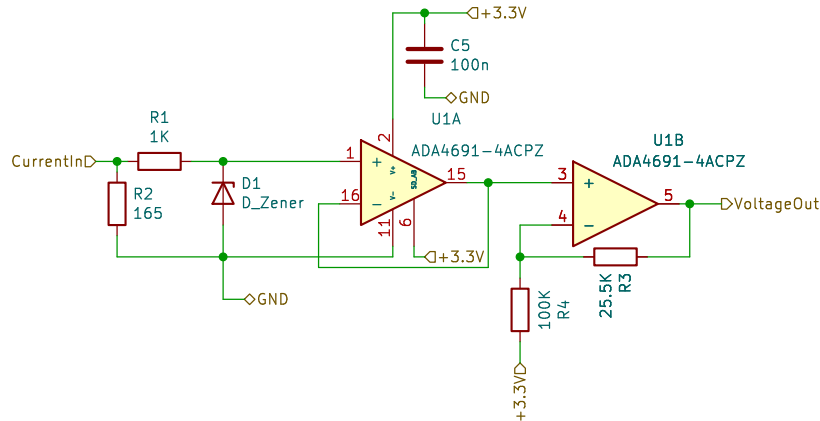 +3.3V
C5
100n
GND
U1A
ADA4691-4ACPZ
2
V+
R1
1K
CurrentIn
1
+
SD_AB
15
16
−
V-
11
6
+3.3V
R2
165
D1
D_Zener
GND
U1B
ADA4691-4ACPZ
3
+
5
VoltageOut
4
−
25.5K
R3
100K
R4
+3.3V